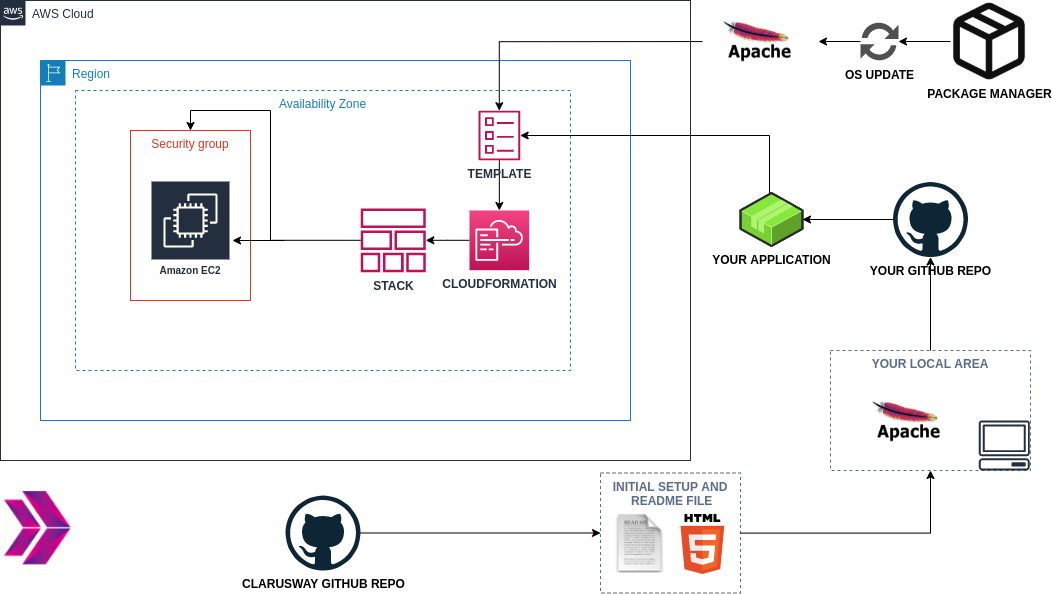 aws
AWS Cloud
Region
Availability Zone
Security group
Amazon EC2
STACK
TEMPLATE
CLOUDFORMATION
Apache
OS UPDATE
PACKAGE MANAGER
YOUR APPLICATION
YOUR GITHUB REPO
YOUR LOCAL AREA
Apache
INITIAL SETUP AND
README FILE
README
HTML
5
CLARUSWAY GITHUB REPO